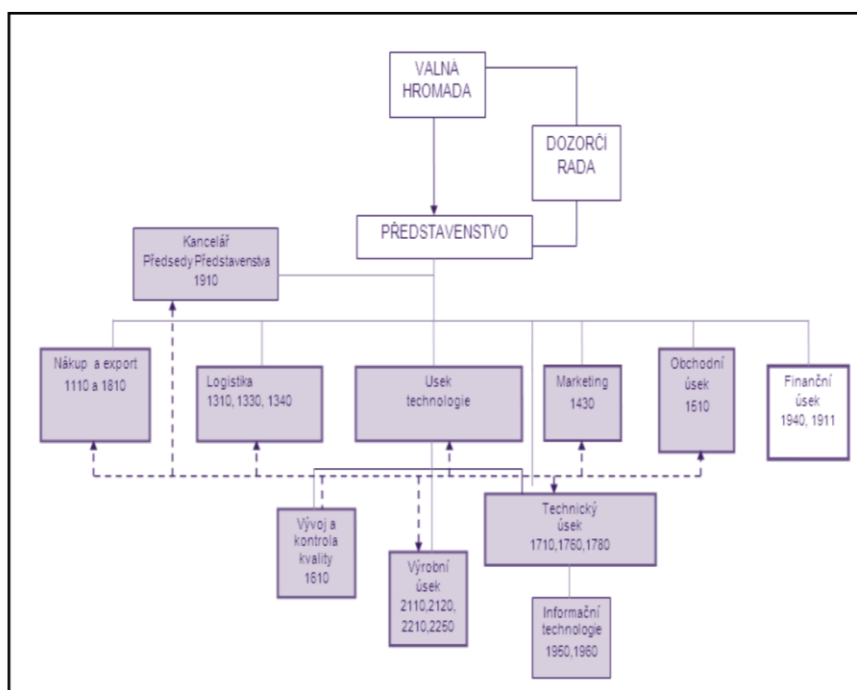 VALNÁ
HROMADA
DOZORČÍ
RADA
PŘEDSTAVENSTVO
Kancelář
Předsedy Představenstva
1910
Nákup a export
1110 a 1810
Logistika
1310, 1330, 1340
Usek
technologie
Marketing
1430
Obchodní
úsek
1510
Finanční
úsek
1940, 1911
Vývoj a
kontrola
kvality
1610
Výrobní
úsek
2110,2120,
2210,2250
Technický
úsek
1710,1760,1780
Informační
technologie
1950,1960